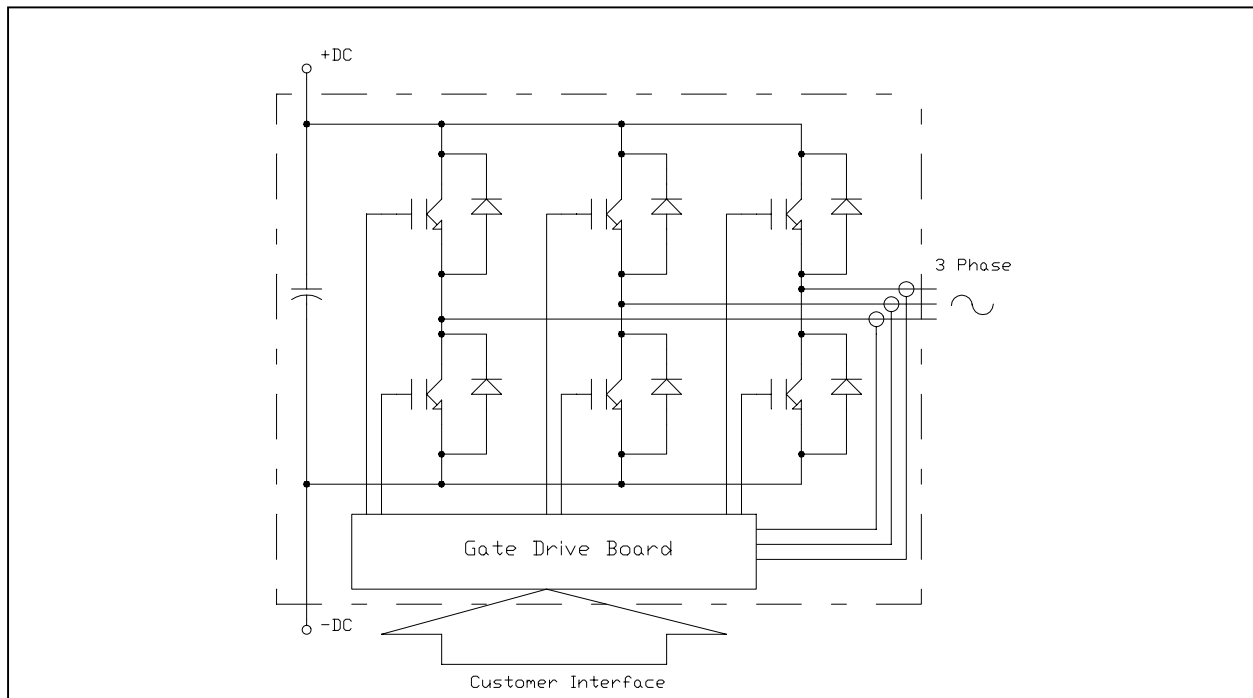 +DC
3 Phase
Gate Drive Board
-DC
Customer Interface